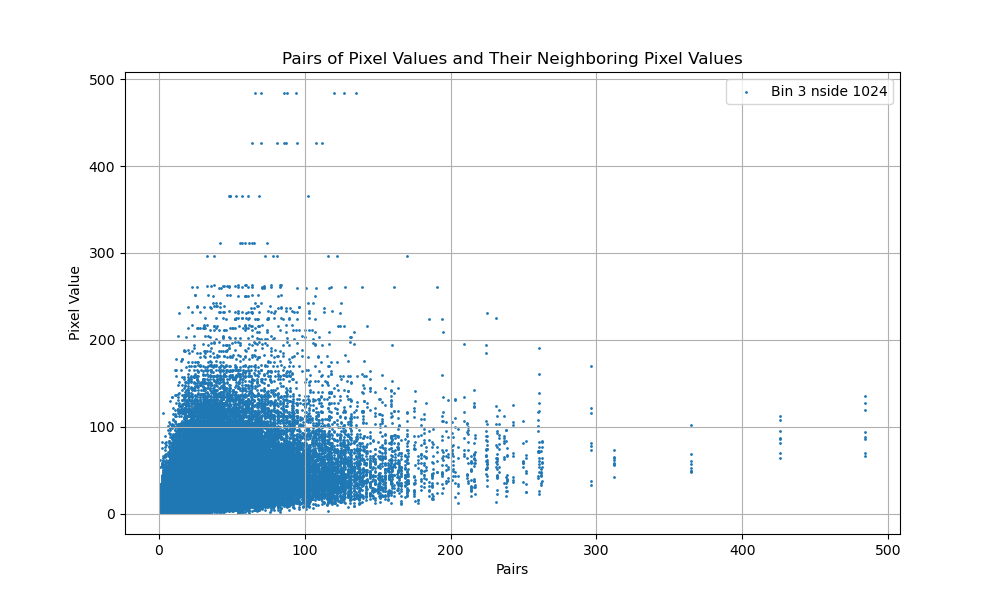 Pairs of Pixel Values and Their Neighboring Pixel Values
Bin 3 nside 1024
Pixel Value
500
400
300
200
100
0
0 100 200 300 400 500
Pairs